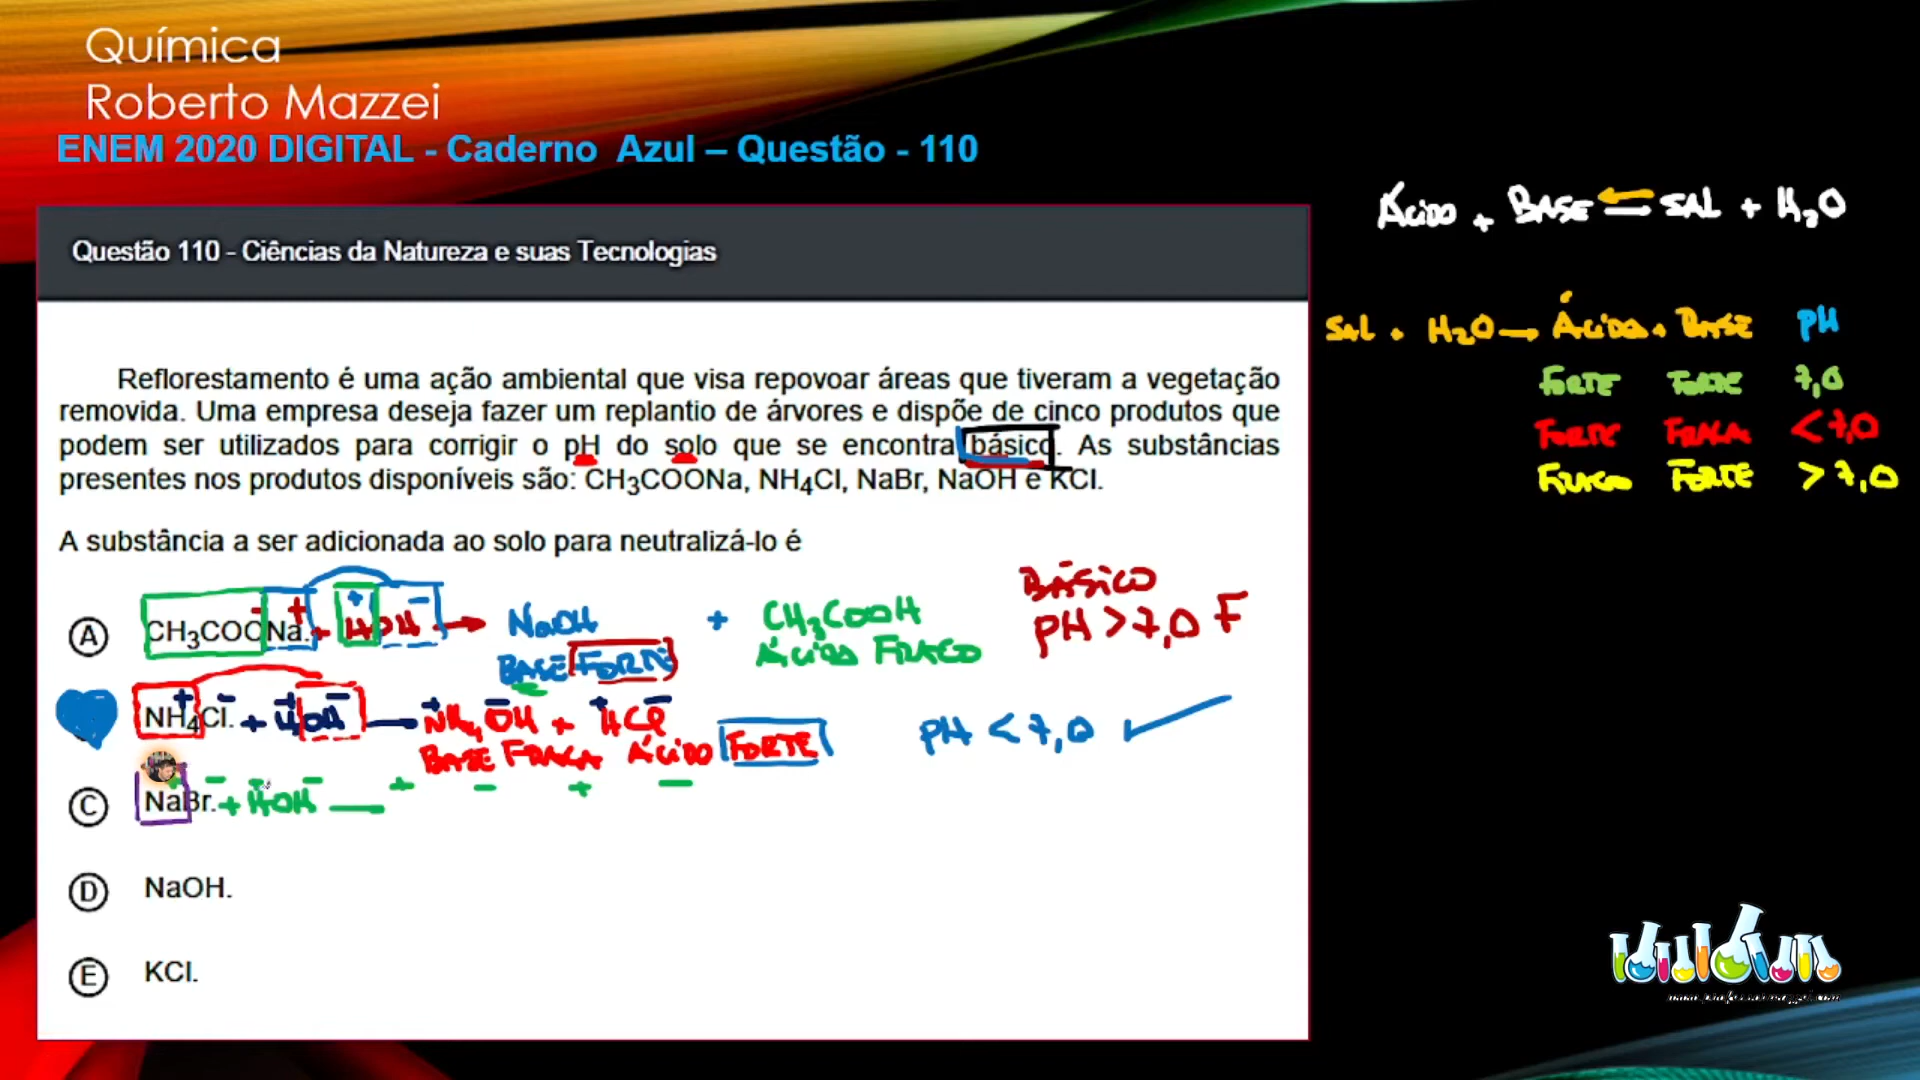 Química
Roberto Mazzei
ENEM 2020 DIGITAL - Caderno Azul – Questão - 110
Questão 110 - Ciências da Natureza e suas Tecnologias
Reflorestamento é uma ação ambiental que visa repovoar áreas que tiveram a vegetação
removida. Uma empresa deseja fazer um replantio de árvores e dispõe de cinco produtos que
podem ser utilizados para corrigir o pH do solo que se encontra básico. As substâncias
presentes nos produtos disponíveis são: CH₃COONa, NH₄Cl, NaBr, NaOH e KCl.
A substância a ser adicionada ao solo para neutralizá-lo é
A CH₃COONa. + HOH → NaOH + CH₃COOH BÁSICO
BASE FORTE ÁCIDO FRACO pH > 7,0 F
NH₄Cl. + HOH — NH₄OH + HCl pH < 7,0 ✓
BASE FRACA ÁCIDO FORTE
C NaBr. + HOH —
D NaOH.
E KCl.
ÁCIDO + BASE ⇌ SAL + H₂O
SAL + H₂O → ÁCIDO + BASE pH
FORTE FORTE 7,0
FORTE FRACA < 7,0
FRACO FORTE > 7,0